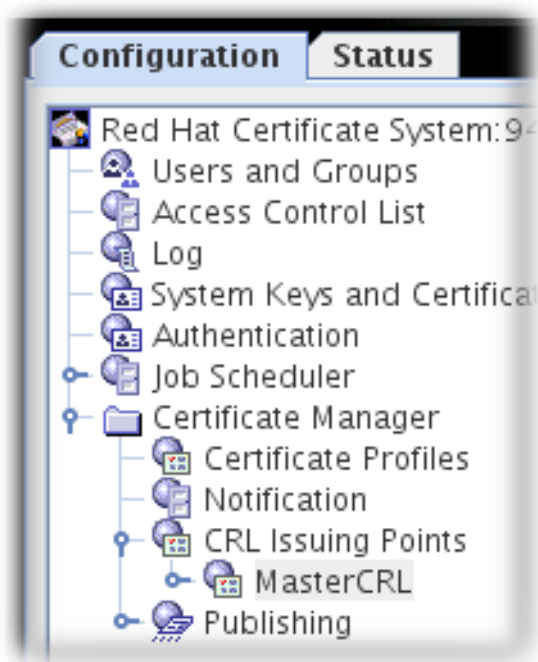 Configuration Status
Red Hat Certificate System:94
Users and Groups
Access Control List
Log
System Keys and Certifica
Authentication
Job Scheduler
Certificate Manager
Certificate Profiles
Notification
CRL Issuing Points
MasterCRL
Publishing